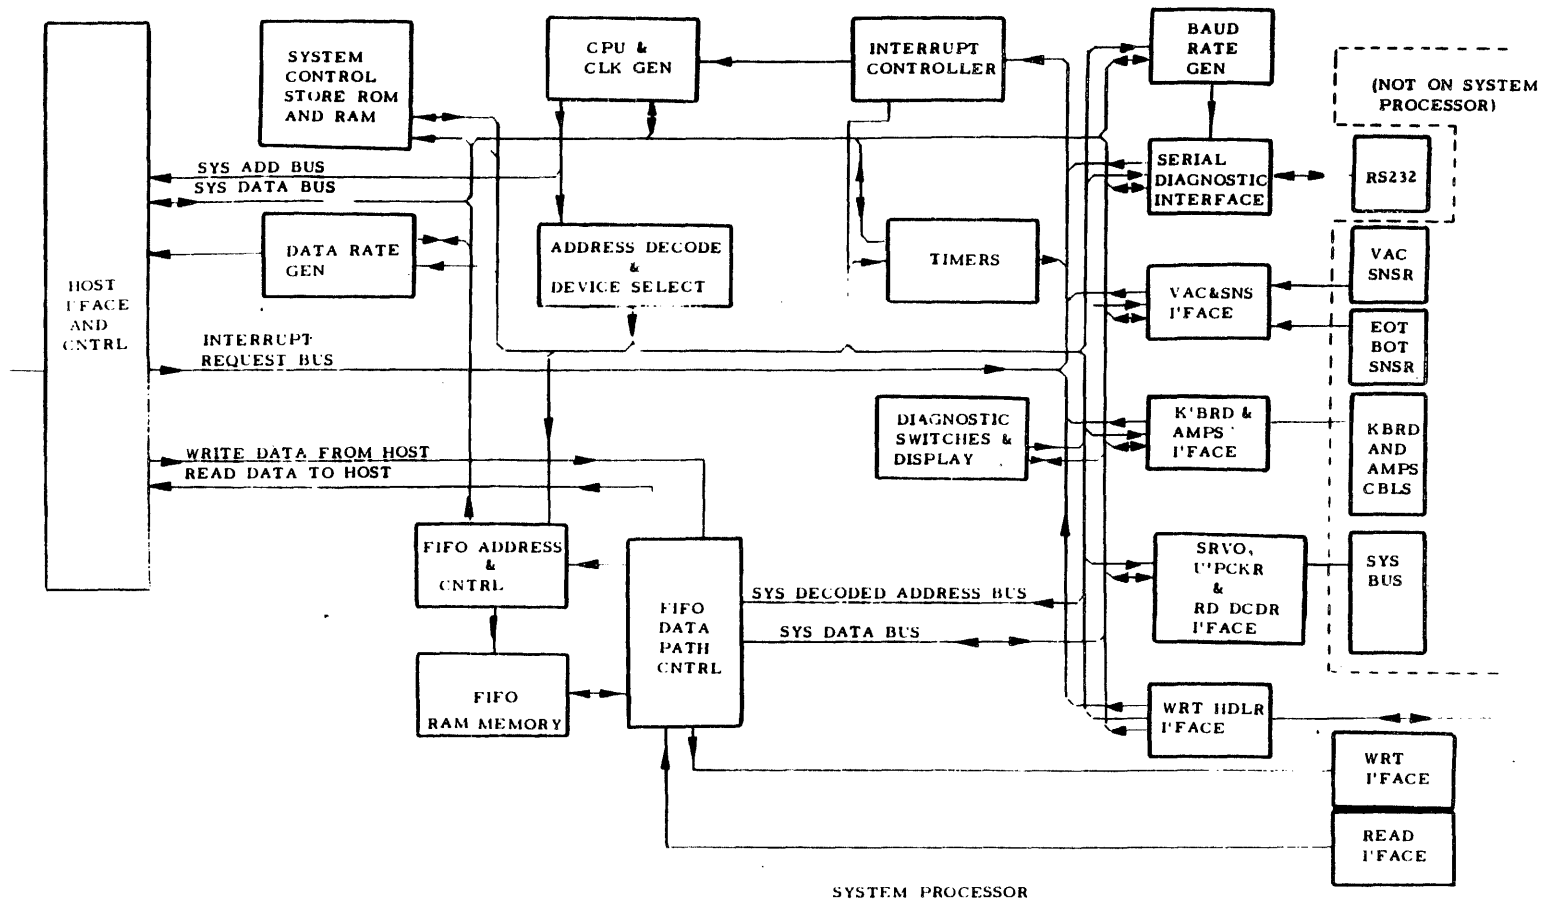 SYSTEM
CONTROL
STORE ROM
AND RAM
CPU &
CLK GEN
INTERRUPT
CONTROLLER
BAUD
RATE
GEN
(NOT ON SYSTEM
PROCESSOR)
SYS ADD BUS
SYS DATA BUS
SERIAL
DIAGNOSTIC
INTERFACE
RS232
HOST
I'FACE
AND
CNTRL
DATA RATE
GEN
ADDRESS DECODE
&
DEVICE SELECT
TIMERS
VAC&SNS
I'FACE
VAC
SNSR
EOT
BOT
SNSR
INTERRUPT
REQUEST BUS
DIAGNOSTIC
SWITCHES &
DISPLAY
K'BRD &
AMPS
I'FACE
KBRD
AND
AMPS
CBLS
WRITE DATA FROM HOST
READ DATA TO HOST
FIFO ADDRESS
&
CNTRL
FIFO
DATA
PATH
CNTRL
SYS DECODED ADDRESS BUS
SYS DATA BUS
SRVO,
U'PCKR
&
RD DCDR
I'FACE
SYS
BUS
FIFO
RAM MEMORY
WRT HDLR
I'FACE
WRT
I'FACE
READ
I'FACE
SYSTEM PROCESSOR